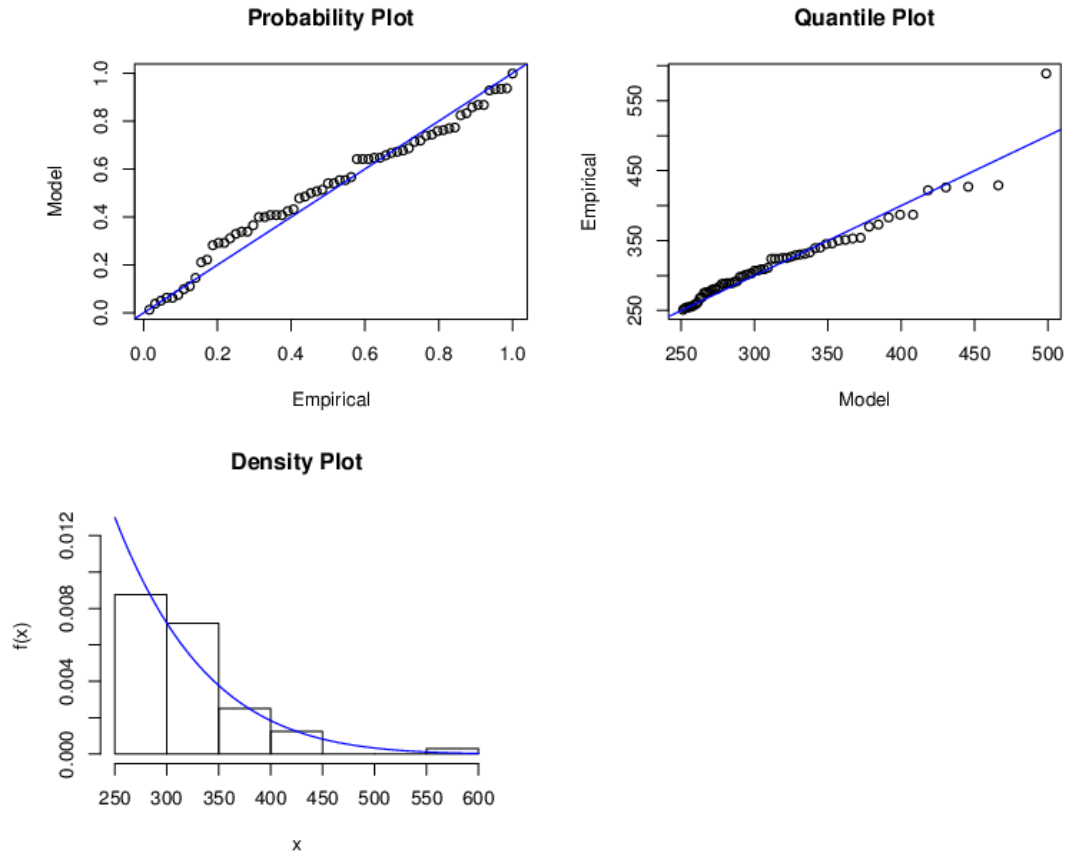 Probability Plot
Model
0.0 0.2 0.4 0.6 0.8 1.0
0.0 0.2 0.4 0.6 0.8 1.0
Empirical
Quantile Plot
Empirical
250 350 450 550
250 300 350 400 450 500
Model
Density Plot
f(x)
0.000 0.004 0.008 0.012
250 300 350 400 450 500 550 600
x